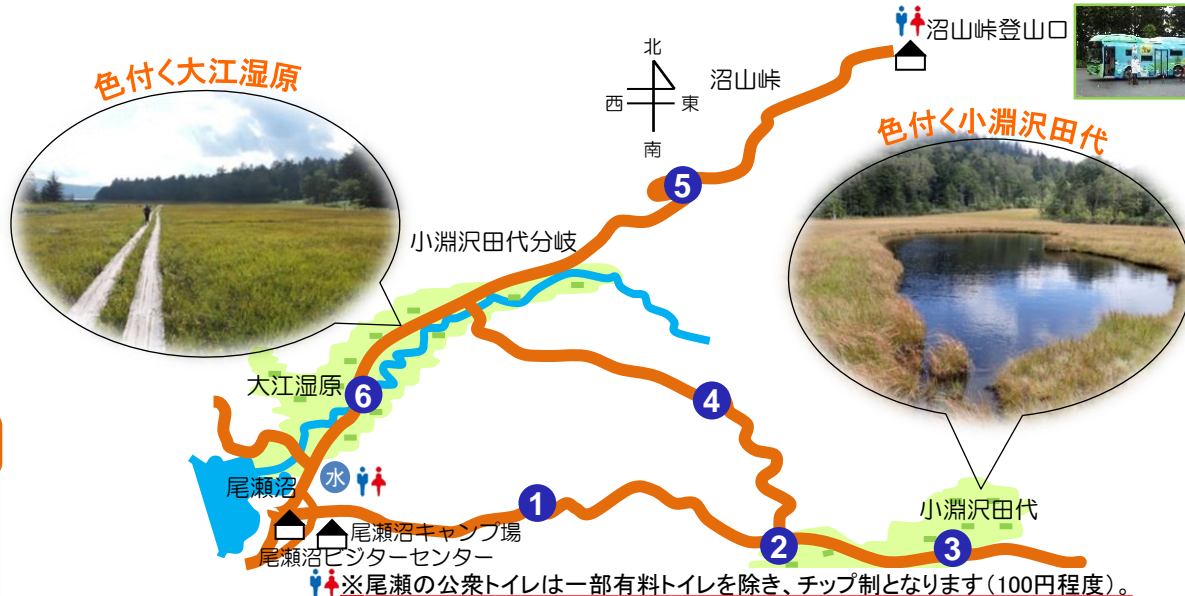 沼山峠登山口
色付く大江湿原
北
西 東
南
沼山峠
色付く小淵沢田代
5
小淵沢田代分岐
大江湿原
6
4
尾瀬沼
水
1
小淵沢田代
2
3
尾瀬沼キャンプ場
尾瀬沼ビジターセンター
※尾瀬の公衆トイレは一部有料トイレを除き、チップ制となります(100円程度)。